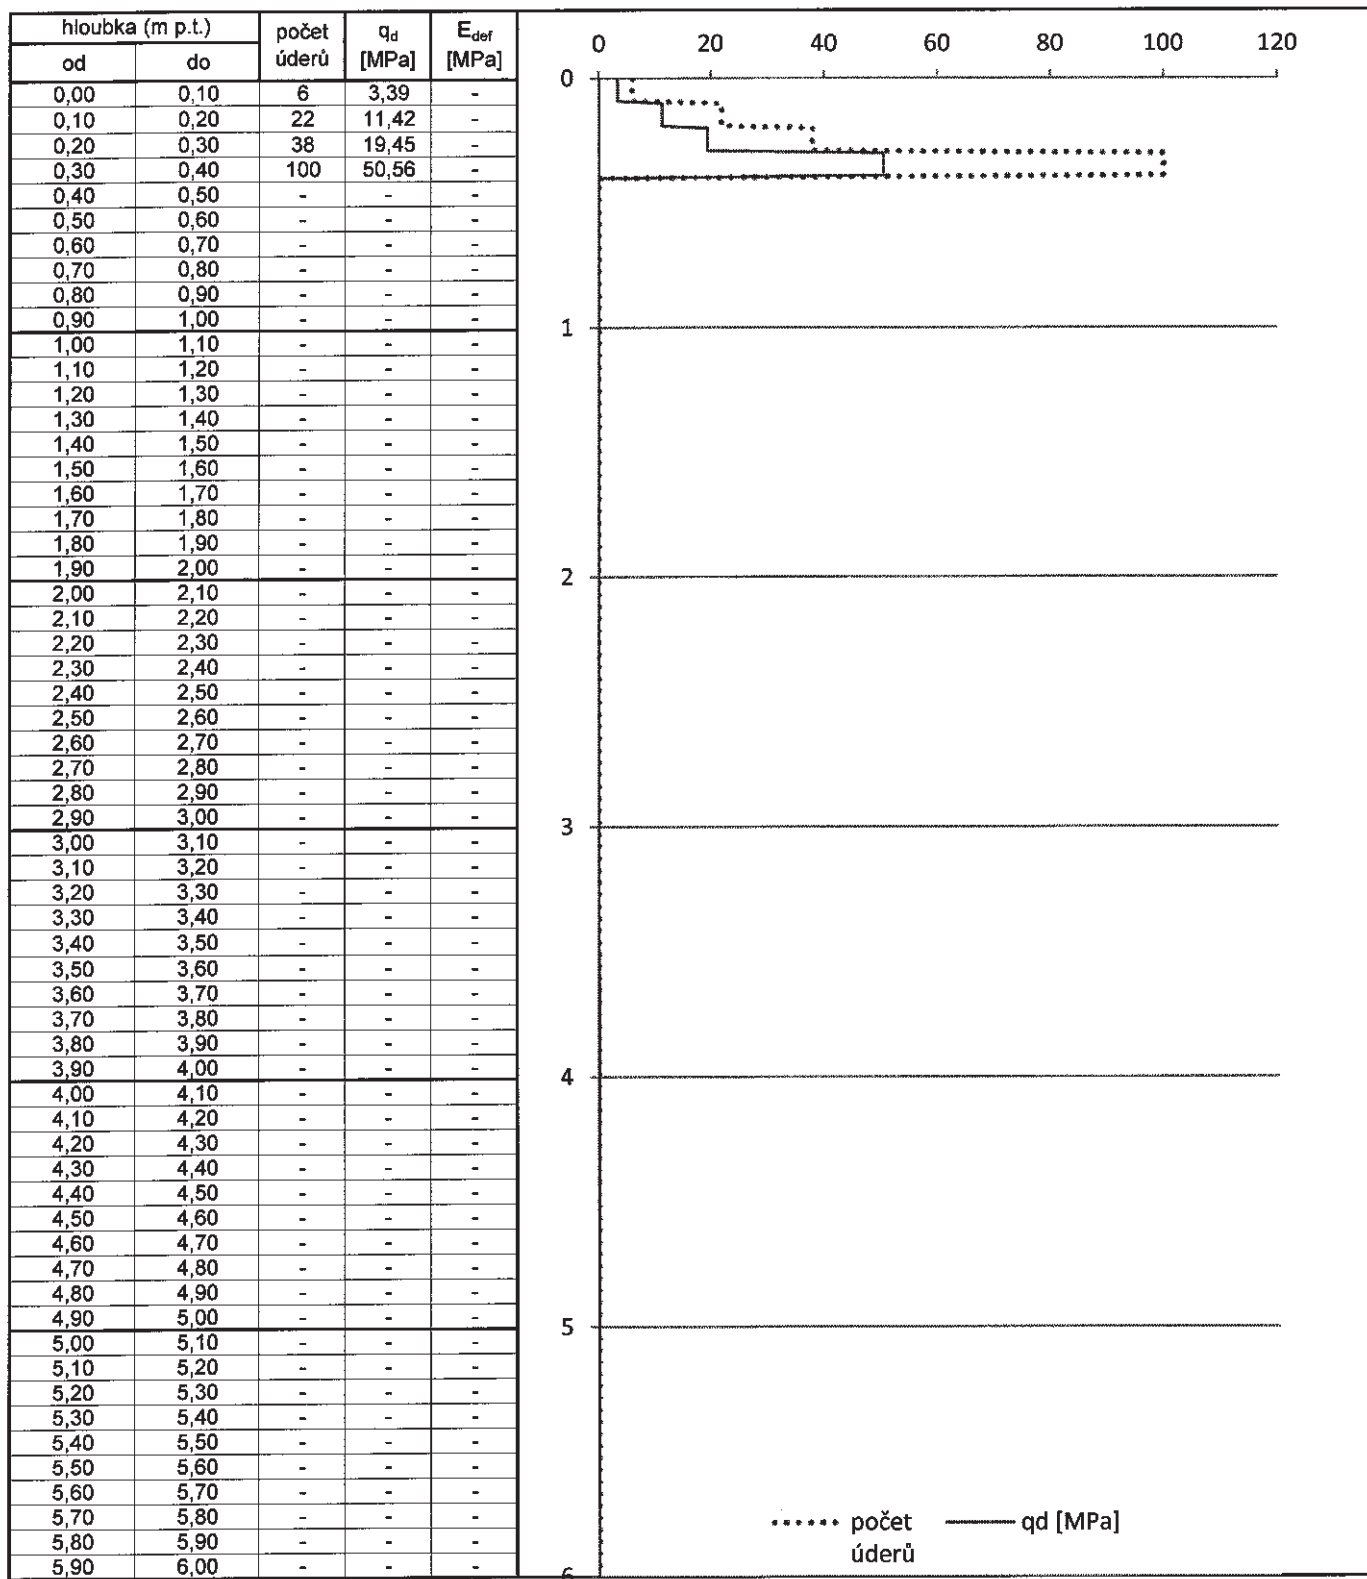 hloubka (m p.t.) počet úderů qd [MPa] Edef [MPa]
od do
0,00 0,10 6 3,39 -
0,10 0,20 22 11,42 -
0,20 0,30 38 19,45 -
0,30 0,40 100 50,56 -
0,40 0,50 - - -
0,50 0,60 - - -
0,60 0,70 - - -
0,70 0,80 - - -
0,80 0,90 - - -
0,90 1,00 - - -
1,00 1,10 - - -
1,10 1,20 - - -
1,20 1,30 - - -
1,30 1,40 - - -
1,40 1,50 - - -
1,50 1,60 - - -
1,60 1,70 - - -
1,70 1,80 - - -
1,80 1,90 - - -
1,90 2,00 - - -
2,00 2,10 - - -
2,10 2,20 - - -
2,20 2,30 - - -
2,30 2,40 - - -
2,40 2,50 - - -
2,50 2,60 - - -
2,60 2,70 - - -
2,70 2,80 - - -
2,80 2,90 - - -
2,90 3,00 - - -
3,00 3,10 - - -
3,10 3,20 - - -
3,20 3,30 - - -
3,30 3,40 - - -
3,40 3,50 - - -
3,50 3,60 - - -
3,60 3,70 - - -
3,70 3,80 - - -
3,80 3,90 - - -
3,90 4,00 - - -
4,00 4,10 - - -
4,10 4,20 - - -
4,20 4,30 - - -
4,30 4,40 - - -
4,40 4,50 - - -
4,50 4,60 - - -
4,60 4,70 - - -
4,70 4,80 - - -
4,80 4,90 - - -
4,90 5,00 - - -
5,00 5,10 - - -
5,10 5,20 - - -
5,20 5,30 - - -
5,30 5,40 - - -
5,40 5,50 - - -
5,50 5,60 - - -
5,60 5,70 - - -
5,70 5,80 - - -
5,80 5,90 - - -
5,90 6,00 - - -
0 20 40 60 80 100 120
0
1
2
3
4
5
6
počet úderů
qd [MPa]